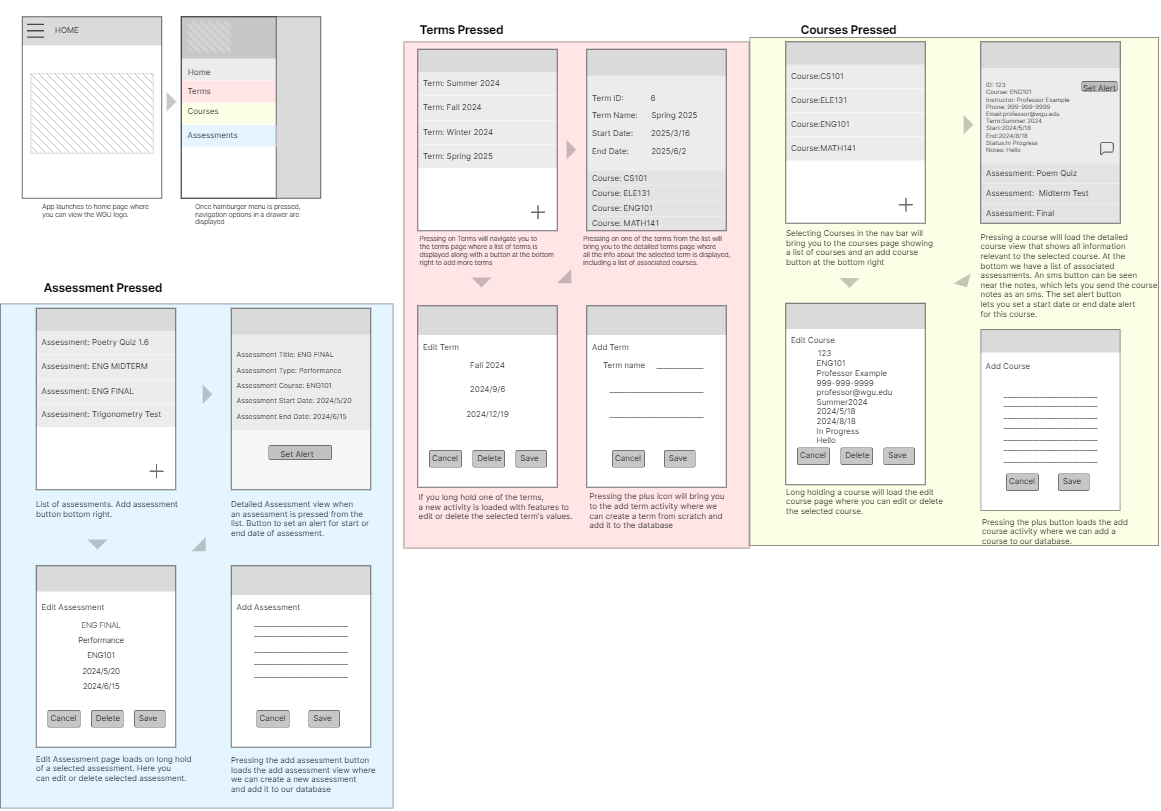 HOME
Home
Terms
Courses
Assessments
App launches to home page where
you can view the WGU logo.
Once hamburger menu is pressed,
navigation options in a drawer are
displayed
Terms Pressed
Term: Summer 2024
Term: Fall 2024
Term: Winter 2024
Term: Spring 2025
Term ID: 6
Term Name: Spring 2025
Start Date: 2025/3/16
End Date: 2025/6/2
Course: CS101
Course: ELE131
Course: ENG101
Course: MATH141
Pressing on Terms will navigate you to
the terms page where a list of terms is
displayed along with a button at the bottom
right to add more terms
Pressing on one of the terms from the list will
bring you to the detailed terms page where
all the info about the selected term is displayed,
including a list of associated courses.
Edit Term
Fall 2024
2024/9/6
2024/12/19
Cancel
Delete
Save
Add Term
Term name
Cancel
Save
If you long hold one of the terms,
a new activity is loaded with features to
edit or delete the selected term's values.
Pressing the plus icon will bring you
to the add term activity where we
can create a term from scratch and
add it to the database
Courses Pressed
Course:CS101
Course:ELE131
Course:ENG101
Course:MATH141
ID: 123
Course: ENG101
Instructor: Professor Example
Phone: 999-999-9999
Email:professor@wgu.edu
Term:Summer 2024
Start:2024/5/18
End:2024/8/18
Status:In Progress
Notes: Hello
Set Alert
Assessment: Poem Quiz
Assessment: Midterm Test
Assessment: Final
Selecting Courses in the nav bar will
bring you to the courses page showing
a list of courses and an add course
button at the bottom right
Pressing a course will load the detailed
course view that shows all information
relevant to the selected course. At the
bottom we have a list of associated
assessments. An sms button can be seen
near the notes, which lets you send the course
notes as an sms. The set alert button
lets you set a start date or end date alert
for this course.
Edit Course
123
ENG101
Professor Example
999-999-9999
professor@wgu.edu
Summer2024
2024/5/18
2024/8/18
In Progress
Hello
Cancel
Delete
Save
Add Course
Cancel
Save
Long holding a course will load the edit
course page where you can edit or delete
the selected course.
Pressing the plus button loads the add
course activity where we can add a
course to our database.
Assessment Pressed
Assessment: Poetry Quiz 1.6
Assessment: ENG MIDTERM
Assessment: ENG FINAL
Assessment: Trigonometry Test
Assessment Title: ENG FINAL
Assessment Type: Performance
Assessment Course: ENG101
Assessment Start Date: 2024/5/20
Assessment End Date: 2024/6/15
Set Alert
List of assessments. Add assessment
button bottom right.
Detailed Assessment view when
an assessment is pressed from the
list. Button to set an alert for start or
end date of assessment.
Edit Assessment
ENG FINAL
Performance
ENG101
2024/5/20
2024/6/15
Cancel
Delete
Save
Add Assessment
Cancel
Save
Edit Assessment page loads on long hold
of a selected assessment. Here you
can edit or delete selected assessment.
Pressing the add assessment button
loads the add assessment view where
we can create a new assessment
and add it to our database